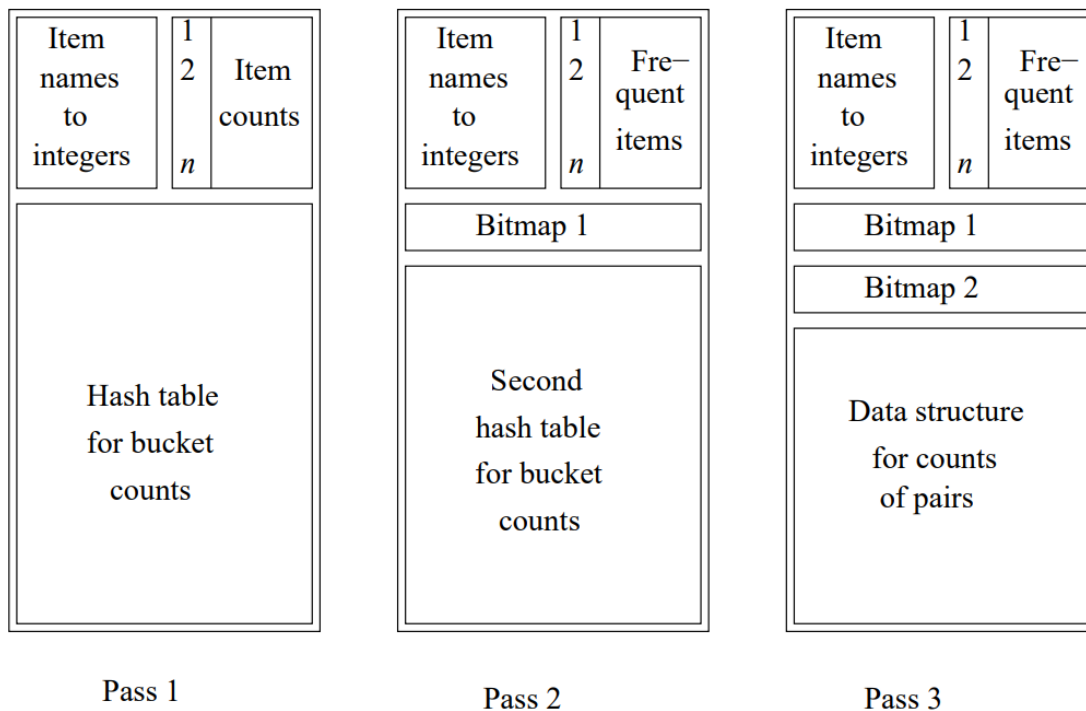 Item
names
to
integers
1
2
n
Item
counts
Hash table
for bucket
counts
Pass 1
Item
names
to
integers
1
2
n
Fre−
quent
items
Bitmap 1
Second
hash table
for bucket
counts
Pass 2
Item
names
to
integers
1
2
n
Fre−
quent
items
Bitmap 1
Bitmap 2
Data structure
for counts
of pairs
Pass 3